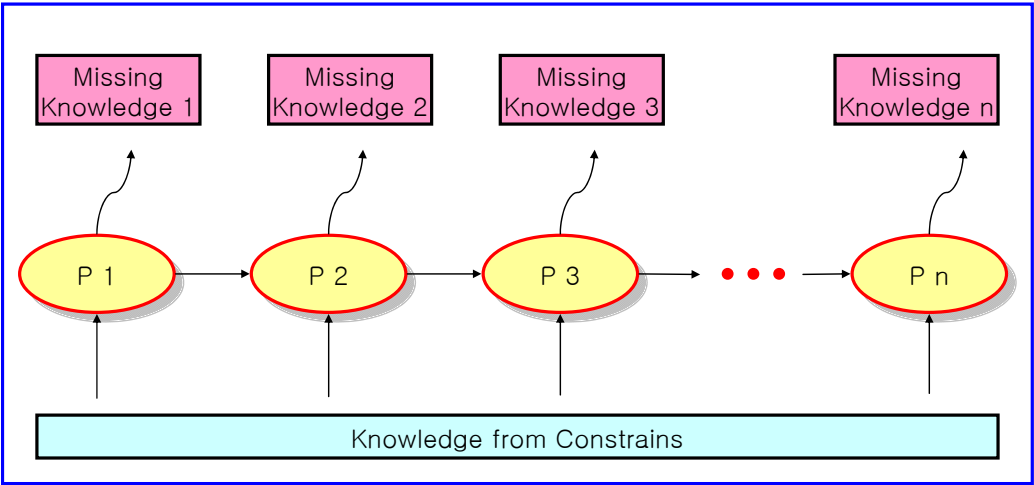 Missing
Knowledge 1
Missing
Knowledge 2
Missing
Knowledge 3
Missing
Knowledge n
P 1
P 2
P 3
P n
Knowledge from Constrains